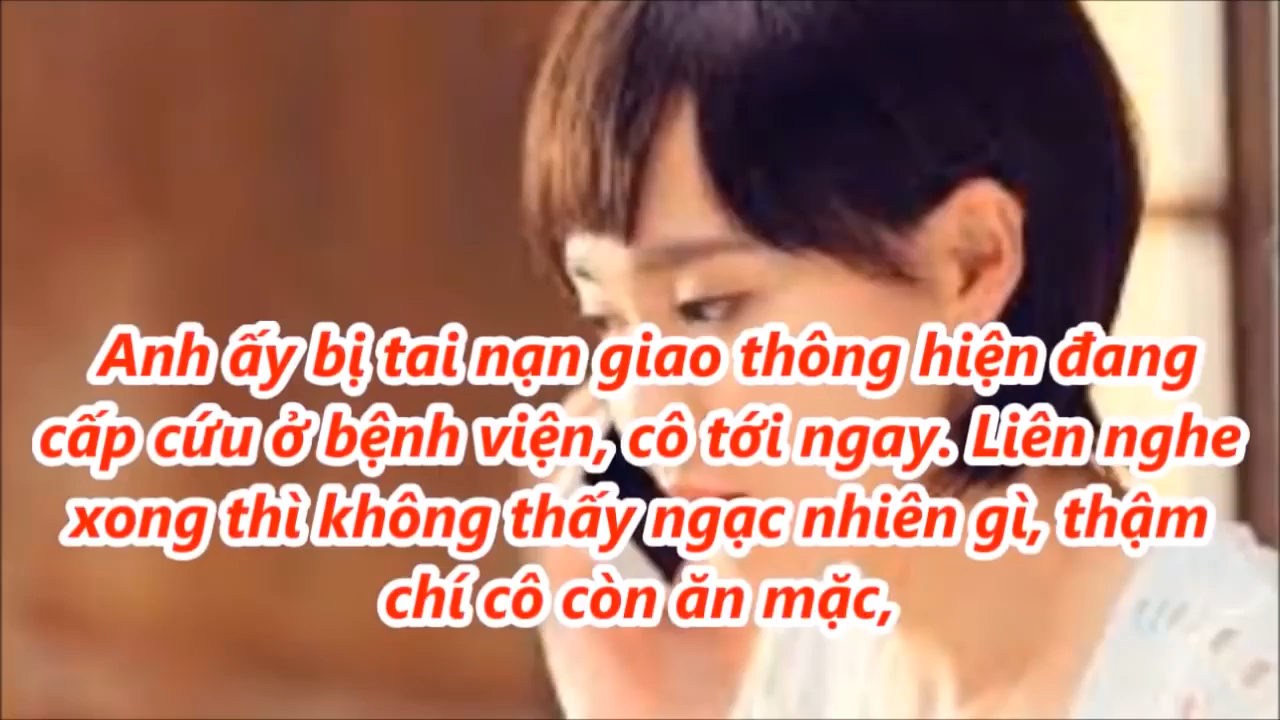 Anh ấy bị tai nạn giao thông hiện đang
cấp cứu ở bệnh viện, cô tới ngay. Liên nghe
xong thì không thấy ngạc nhiên gì, thậm
chí cô còn ăn mặc,